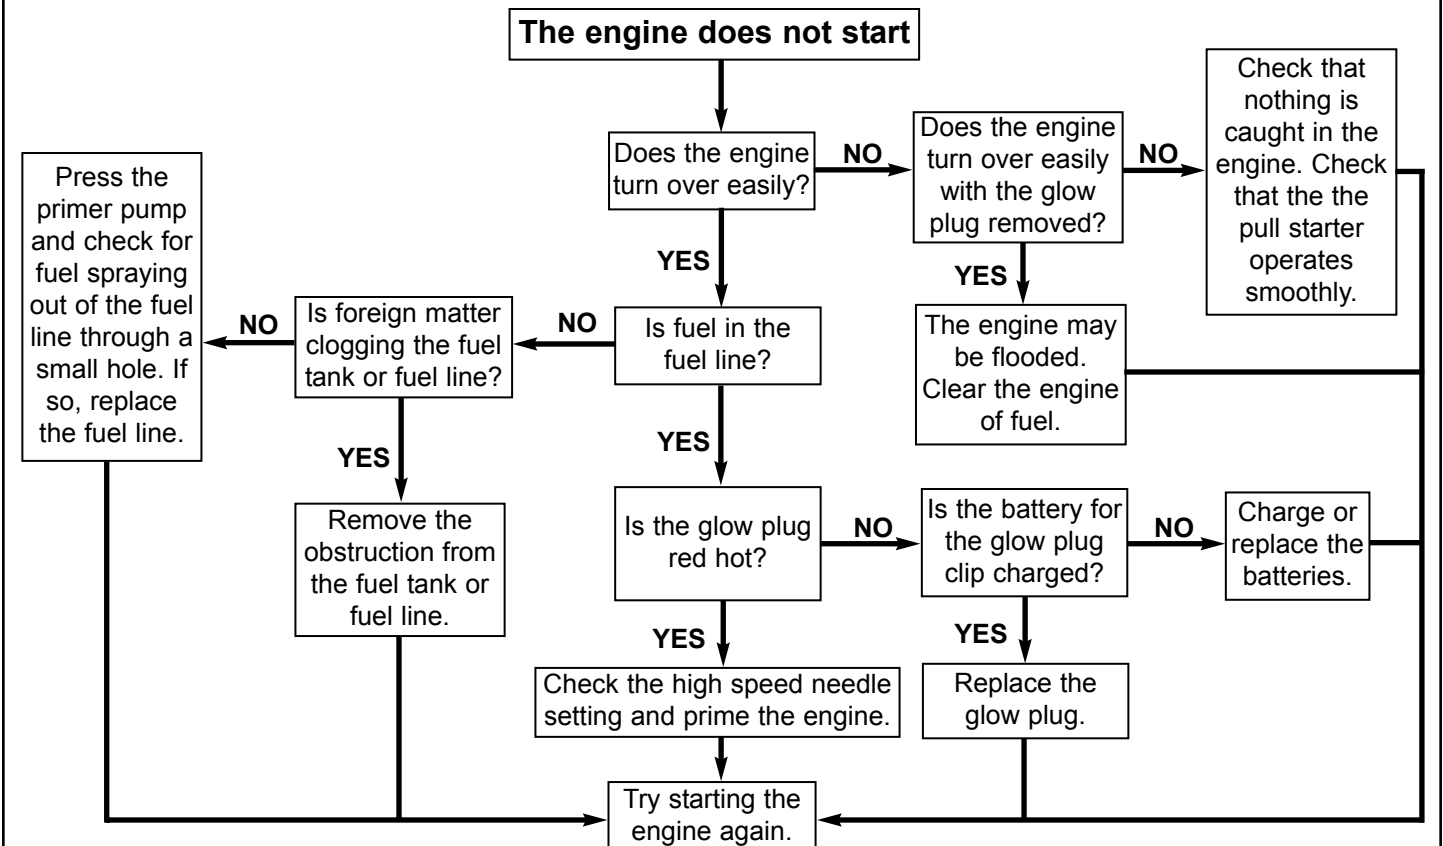 The engine does not start
Does the engine
turn over easily?
NO
Does the engine
turn over easily
with the glow
plug removed?
NO
Check that
nothing is
caught in the
engine. Check
that the the
pull starter
operates
smoothly.
YES
YES
The engine may
be flooded.
Clear the engine
of fuel.
Is fuel in the
fuel line?
NO
Is foreign matter
clogging the fuel
tank or fuel line?
NO
Press the
primer pump
and check for
fuel spraying
out of the fuel
line through a
small hole. If
so, replace
the fuel line.
YES
Remove the
obstruction from
the fuel tank or
fuel line.
YES
Is the glow plug
red hot?
NO
Is the battery for
the glow plug
clip charged?
NO
Charge or
replace the
batteries.
YES
Check the high speed needle
setting and prime the engine.
YES
Replace the
glow plug.
Try starting the
engine again.